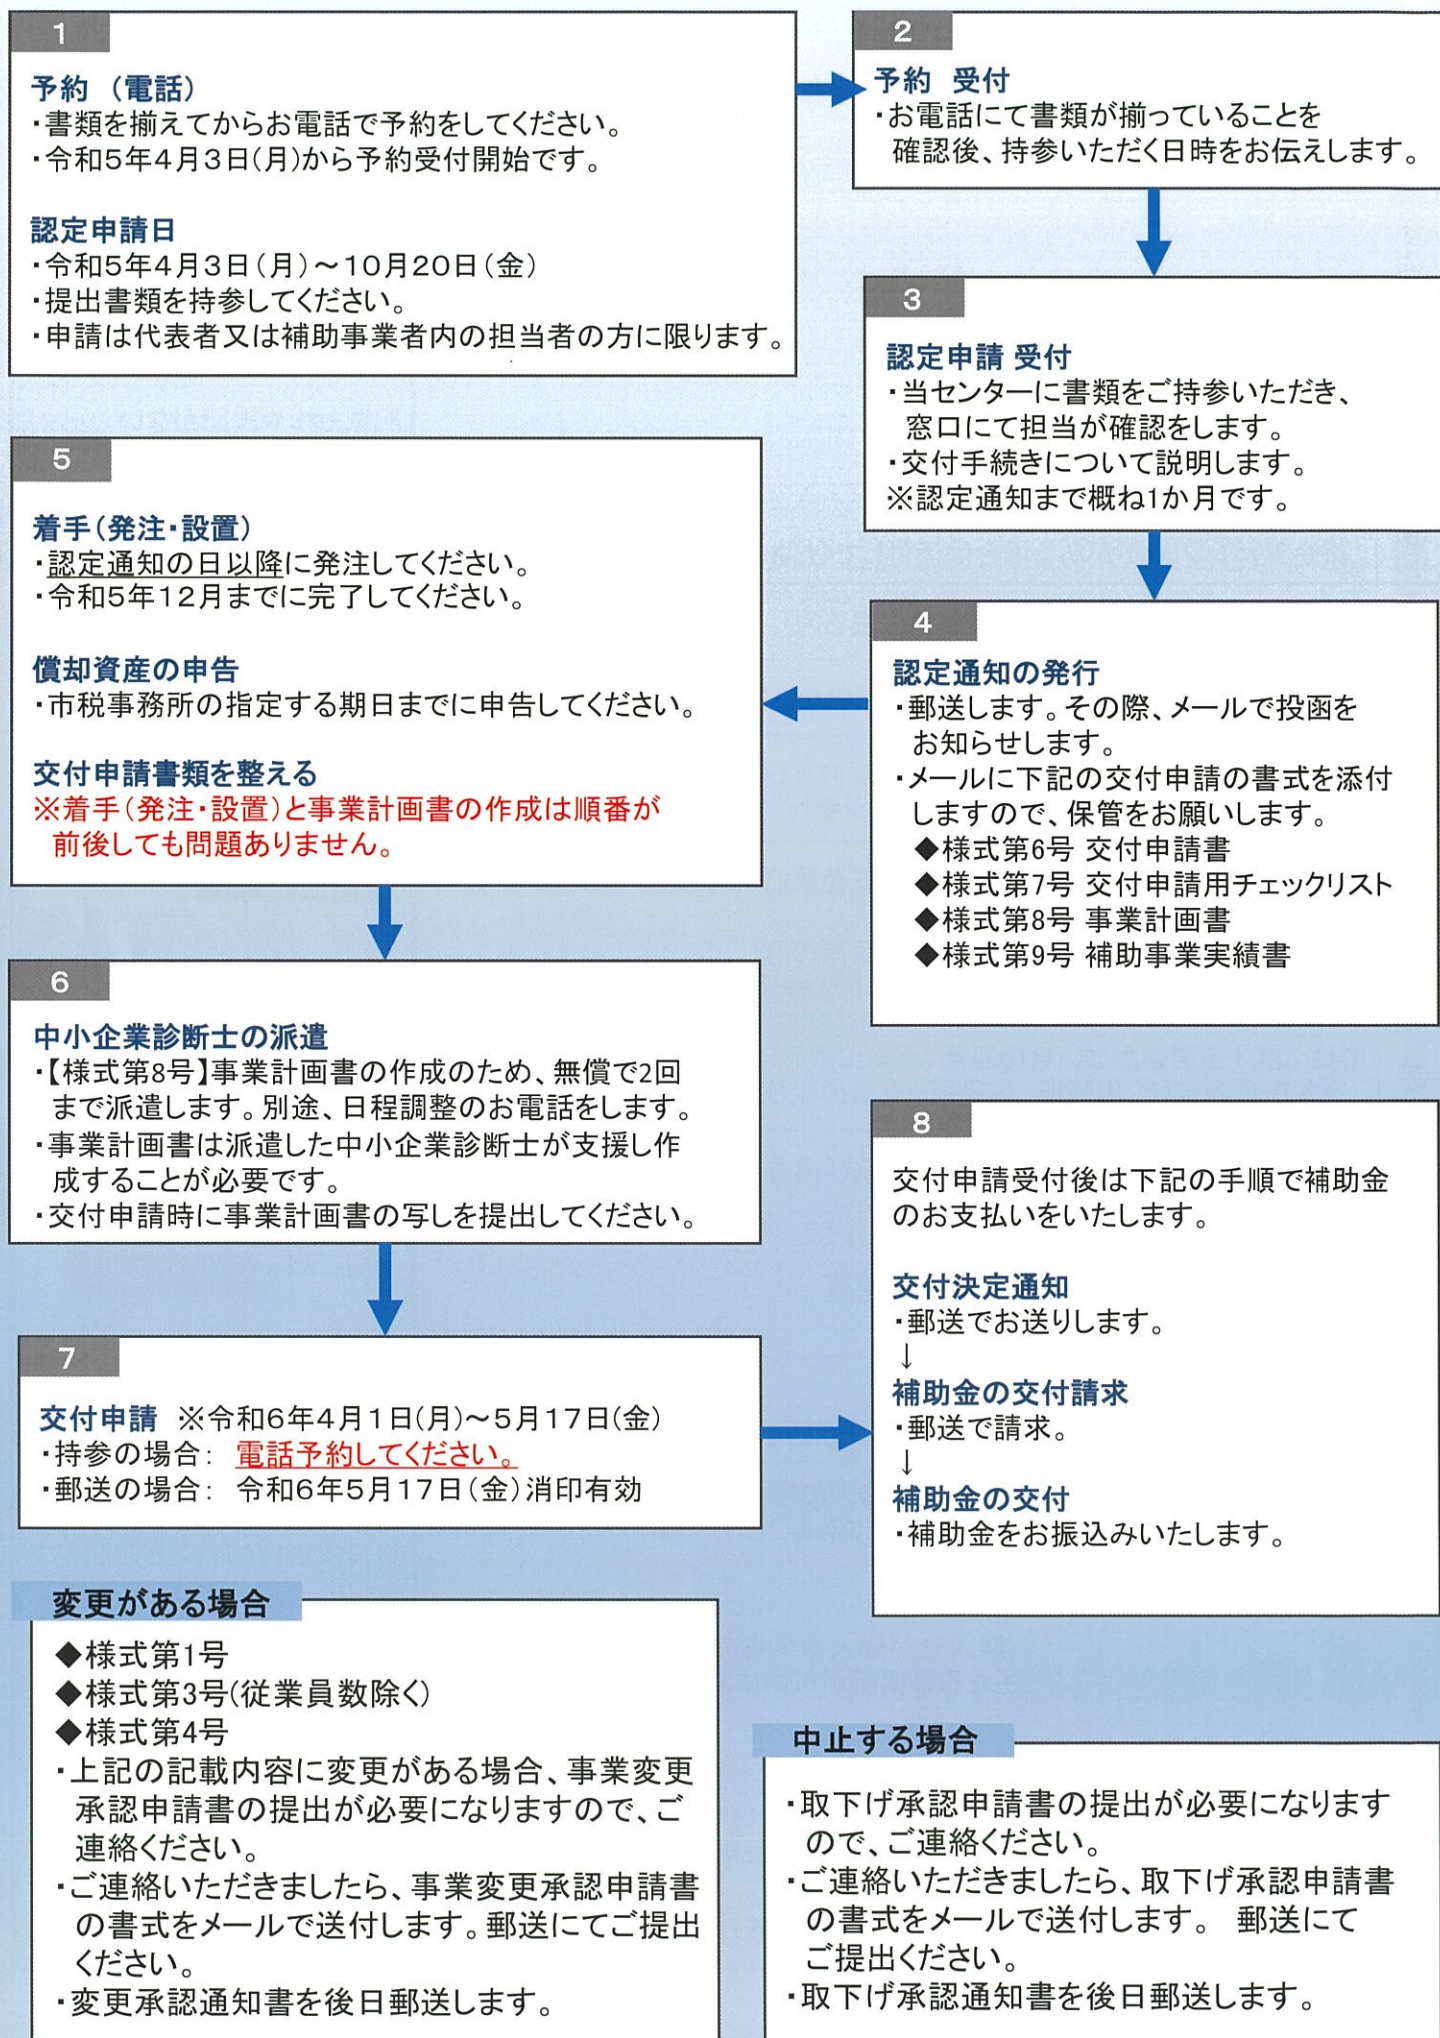 1
予約 （電話）
・書類を揃えてからお電話で予約をしてください。
・令和5年4月3日(月)から予約受付開始です。
認定申請日
・令和5年4月3日(月)～10月20日(金)
・提出書類を持参してください。
・申請は代表者又は補助事業者内の担当者の方に限ります。
2
予約 受付
・お電話にて書類が揃っていることを
確認後、持参いただく日時をお伝えします。
3
認定申請 受付
・当センターに書類をご持参いただき、
窓口にて担当が確認をします。
・交付手続きについて説明します。
※認定通知まで概ね1か月です。
4
認定通知の発行
・郵送します。その際、メールで投函を
お知らせします。
・メールに下記の交付申請の書式を添付
しますので、保管をお願いします。
◆様式第6号 交付申請書
◆様式第7号 交付申請用チェックリスト
◆様式第8号 事業計画書
◆様式第9号 補助事業実績書
5
着手(発注・設置)
・認定通知の日以降に発注してください。
・令和5年12月までに完了してください。
償却資産の申告
・市税事務所の指定する期日までに申告してください。
交付申請書類を整える
※着手(発注・設置)と事業計画書の作成は順番が
前後しても問題ありません。
6
中小企業診断士の派遣
・【様式第8号】事業計画書の作成のため、無償で2回
まで派遣します。別途、日程調整のお電話をします。
・事業計画書は派遣した中小企業診断士が支援し作
成することが必要です。
・交付申請時に事業計画書の写しを提出してください。
7
交付申請 ※令和6年4月1日(月)～5月17日(金)
・持参の場合： 電話予約してください。
・郵送の場合： 令和6年5月17日(金)消印有効
8
交付申請受付後は下記の手順で補助金
のお支払いをいたします。
交付決定通知
・郵送でお送りします。
↓
補助金の交付請求
・郵送で請求。
↓
補助金の交付
・補助金をお振込みいたします。
変更がある場合
◆様式第1号
◆様式第3号(従業員数除く)
◆様式第4号
・上記の記載内容に変更がある場合、事業変更
承認申請書の提出が必要になりますので、ご
連絡ください。
・ご連絡いただきましたら、事業変更承認申請書
の書式をメールで送付します。郵送にてご提出
ください。
・変更承認通知書を後日郵送します。
中止する場合
・取下げ承認申請書の提出が必要になります
ので、ご連絡ください。
・ご連絡いただきましたら、取下げ承認申請書
の書式をメールで送付します。 郵送にて
ご提出ください。
・取下げ承認通知書を後日郵送します。